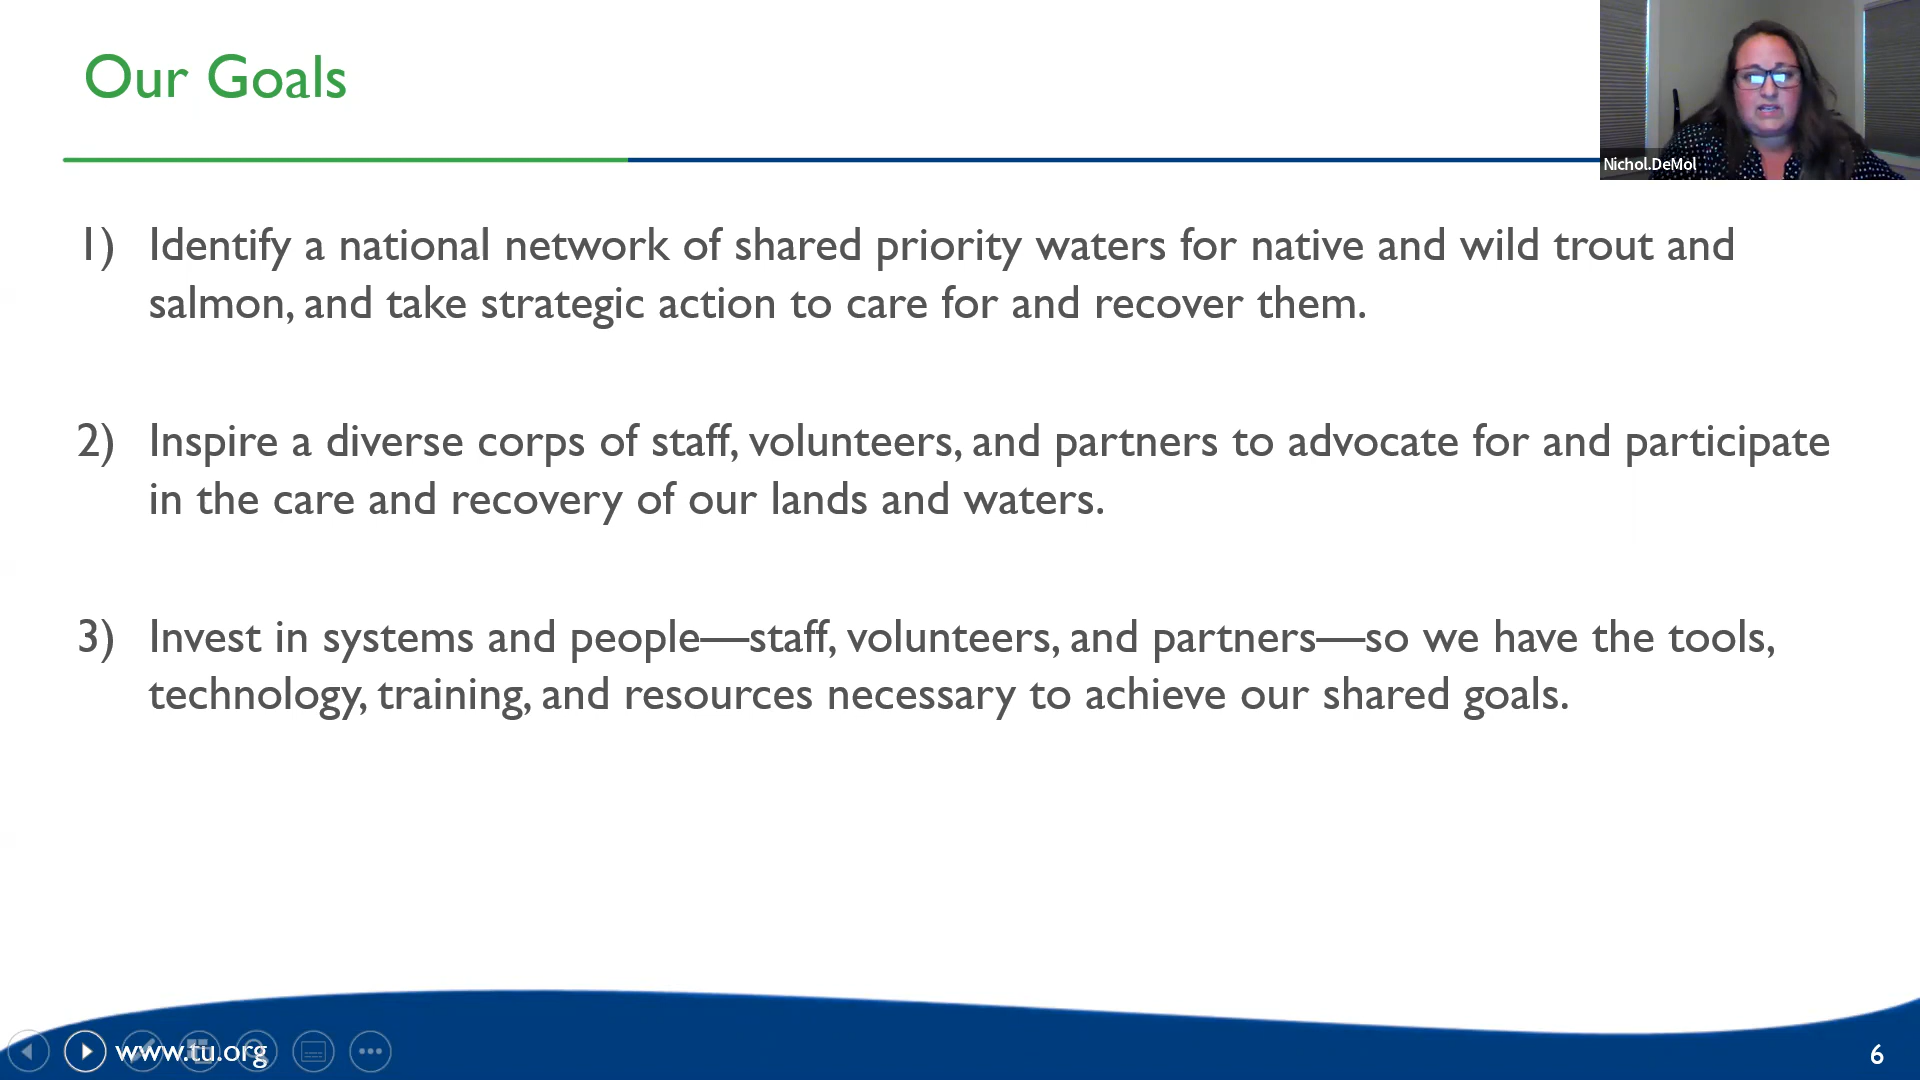 Our Goals
Nichol.DeMol
1) Identify a national network of shared priority waters for native and wild trout and
salmon, and take strategic action to care for and recover them.
2) Inspire a diverse corps of staff, volunteers, and partners to advocate for and participate
in the care and recovery of our lands and waters.
3) Invest in systems and people—staff, volunteers, and partners—so we have the tools,
technology, training, and resources necessary to achieve our shared goals.
www.tu.org
6